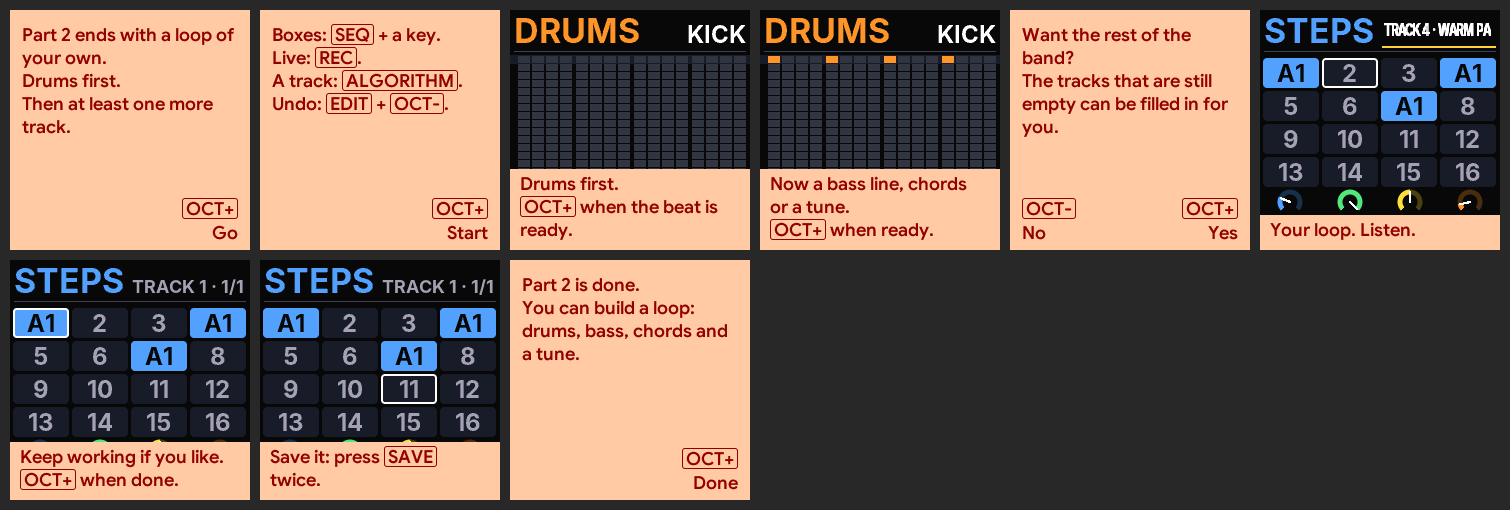 Part 2 ends with a loop of
your own.
Drums first.
Then at least one more
track.
OCT+
Go
Boxes: SEQ + a key.
Live: REC.
A track: ALGORITHM.
Undo: EDIT + OCT-.
OCT+
Start
DRUMS KICK
Drums first.
OCT+ when the beat is
ready.
DRUMS KICK
Now a bass line, chords
or a tune.
OCT+ when ready.
Want the rest of the
band?
The tracks that are still
empty can be filled in for
you.
OCT- OCT+
No Yes
STEPS TRACK 4 · WARM PA
A1 2 3 A1
5 6 A1 8
9 10 11 12
13 14 15 16
Your loop. Listen.
STEPS TRACK 1 · 1/1
A1 2 3 A1
5 6 A1 8
9 10 11 12
13 14 15 16
Keep working if you like.
OCT+ when done.
STEPS TRACK 1 · 1/1
A1 2 3 A1
5 6 A1 8
9 10 11 12
13 14 15 16
Save it: press SAVE
twice.
Part 2 is done.
You can build a loop:
drums, bass, chords and
a tune.
OCT+
Done